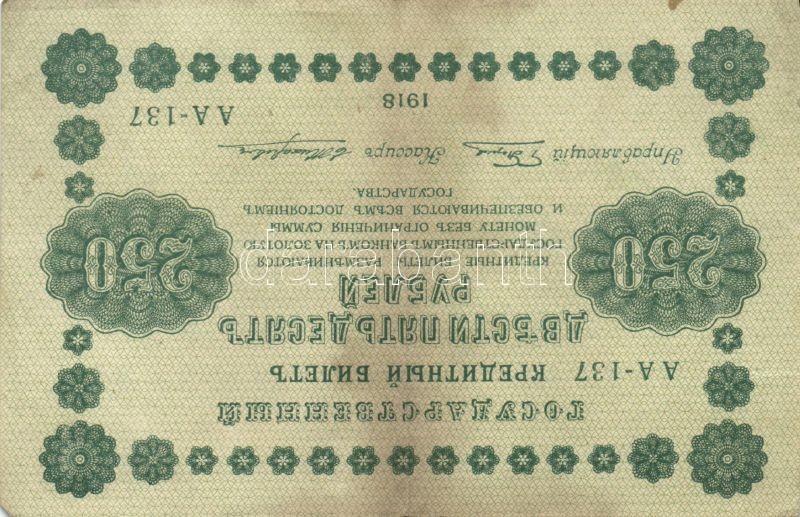 ГОСУДАРСТВЕННЫЙ
АА-137 КРЕДИТНЫЙ БИЛЕТЪ
ДВѢСТИ ПЯТЬДЕСЯТЪ
РУБЛЕЙ
250 250
КРЕДИТНЫЕ БИЛЕТЫ РАЗМѢНИВАЮТСЯ
ГОСУДАРСТВЕННЫМЪ БАНКОМЪ НА ЗОЛОТУЮ
МОНЕТУ БЕЗЪ ОГРАНИЧЕНІЯ СУММЫ
И ОБЕЗПЕЧИВАЮТСЯ ВСѢМЪ ДОСТОЯНІЕМЪ
ГОСУДАРСТВА.
Управляющій Кассиръ
АА-137
1918
darabanth